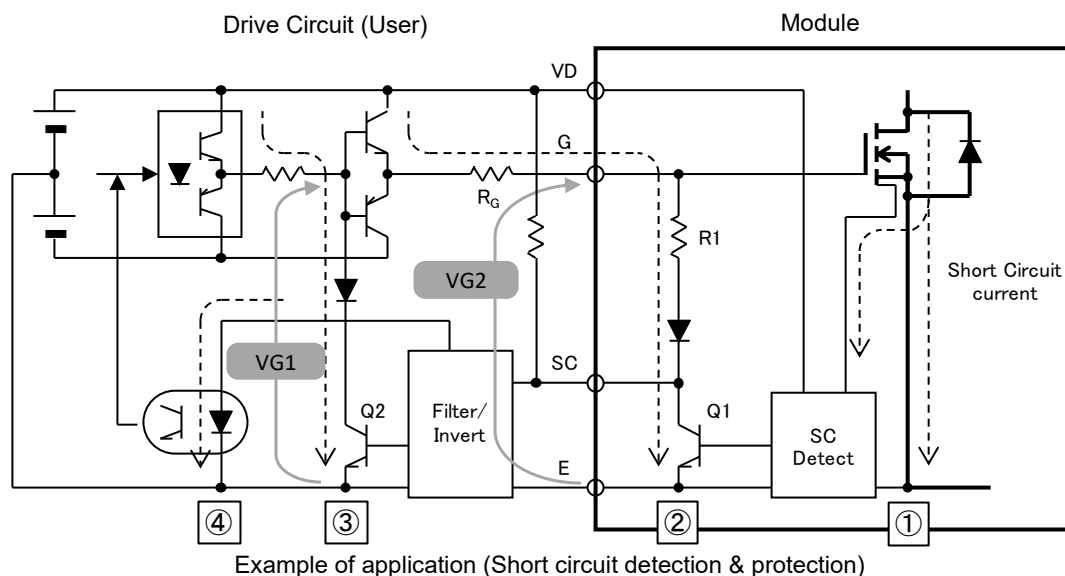 Drive Circuit (User)
Module
VD
G
RG
R1
VG2
Short Circuit
current
VG1
SC
Q2
Filter/
Invert
Q1
SC
Detect
E
④
③
②
①
Example of application (Short circuit detection & protection)